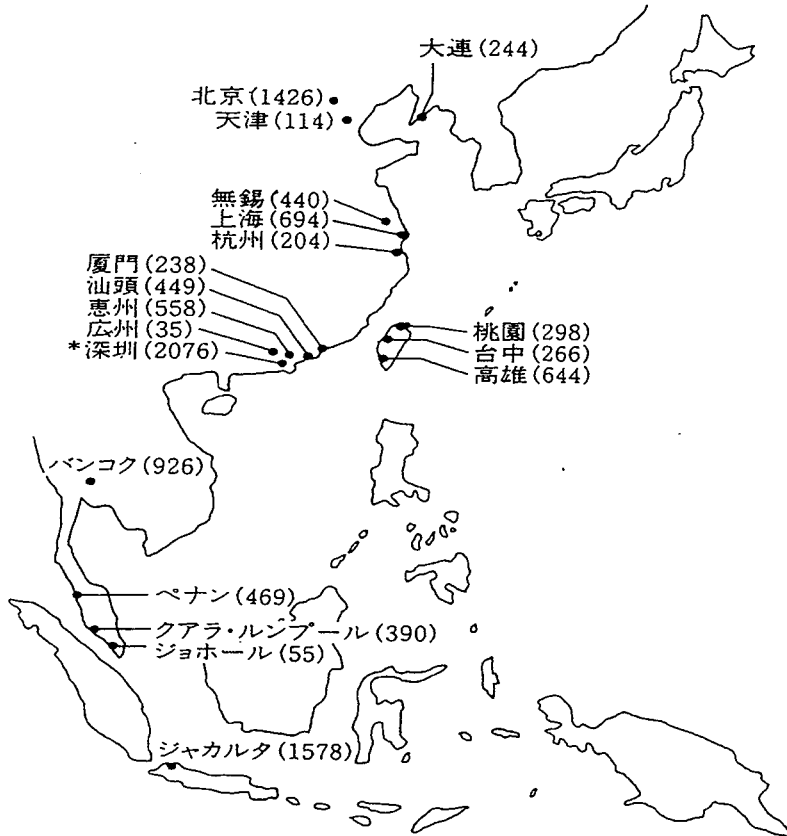 大連(244)
北京(1426)
天津(114)
無錫(440)
上海(694)
杭州(204)
厦門(238)
汕頭(449)
恵州(558)
広州(35)
*深圳(2076)
桃園(298)
台中(266)
高雄(644)
バンコク(926)
ペナン(469)
クアラ・ルンプール(390)
ジョホール(55)
ジャカルタ(1578)